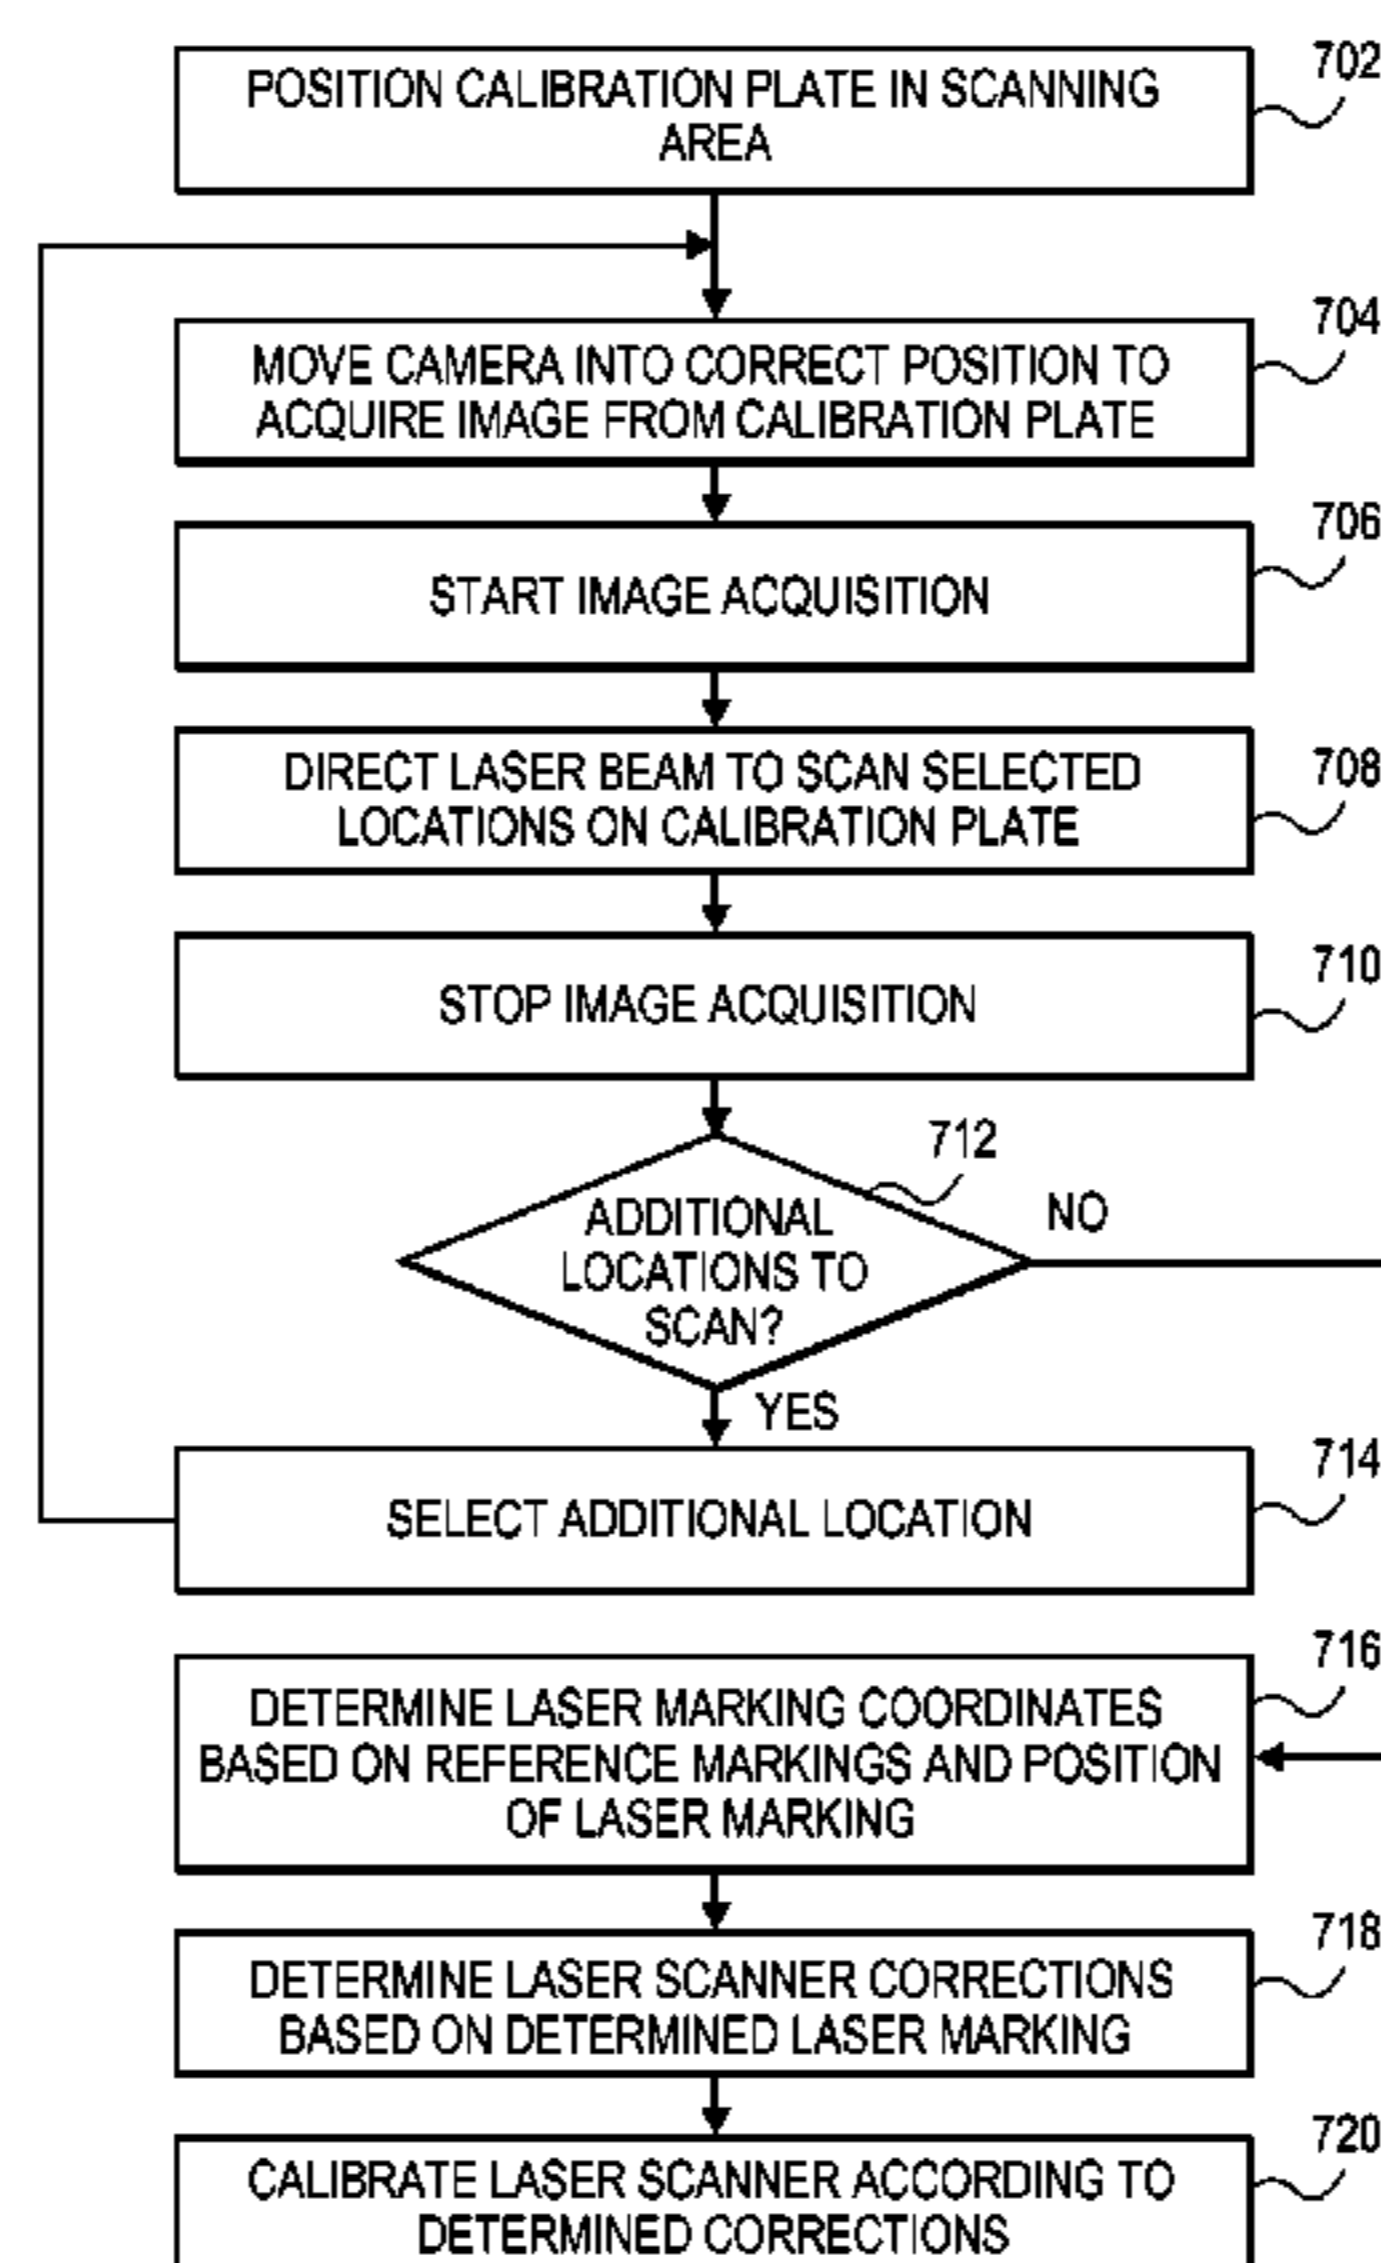 702
POSITION CALIBRATION PLATE IN SCANNING
AREA
704
MOVE CAMERA INTO CORRECT POSITION TO
ACQUIRE IMAGE FROM CALIBRATION PLATE
706
START IMAGE ACQUISITION
708
DIRECT LASER BEAM TO SCAN SELECTED
LOCATIONS ON CALIBRATION PLATE
710
STOP IMAGE ACQUISITION
712
NO
ADDITIONAL
LOCATIONS TO
SCAN?
YES
714
SELECT ADDITIONAL LOCATION
716
DETERMINE LASER MARKING COORDINATES
BASED ON REFERENCE MARKINGS AND POSITION
OF LASER MARKING
718
DETERMINE LASER SCANNER CORRECTIONS
BASED ON DETERMINED LASER MARKING
720
CALIBRATE LASER SCANNER ACCORDING TO
DETERMINED CORRECTIONS